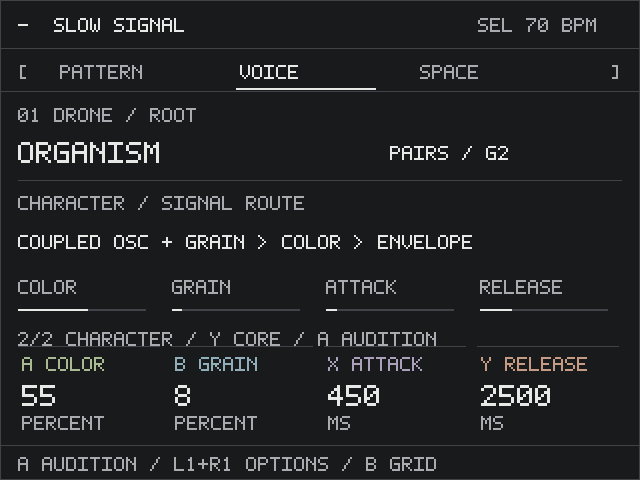 — SLOW SIGNAL SEL 70 BPM
[ PATTERN VOICE SPACE ]
01 DRONE / ROOT
ORGANISM PAIRS / G2
CHARACTER / SIGNAL ROUTE
COUPLED OSC + GRAIN > COLOR > ENVELOPE
COLOR GRAIN ATTACK RELEASE
2/2 CHARACTER / Y CORE / A AUDITION
A COLOR B GRAIN X ATTACK Y RELEASE
55 8 450 2500
PERCENT PERCENT MS MS
A AUDITION / L1+R1 OPTIONS / B GRID